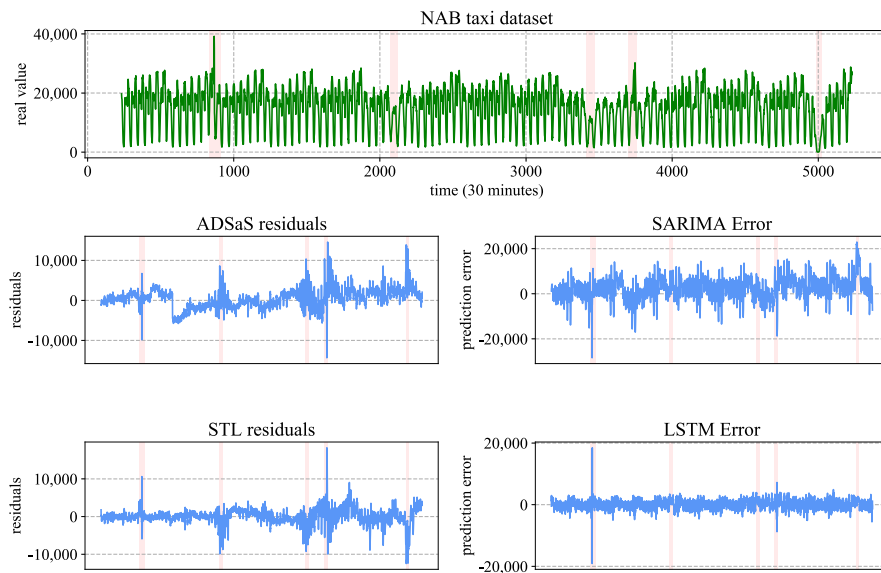 NAB taxi dataset
40,000
20,000
0
real value
0 1000 2000 3000 4000 5000
time (30 minutes)
ADSaS residuals
10,000
0
-10,000
residuals
SARIMA Error
20,000
0
-20,000
prediction error
STL residuals
10,000
0
-10,000
residuals
LSTM Error
20,000
0
-20,000
prediction error